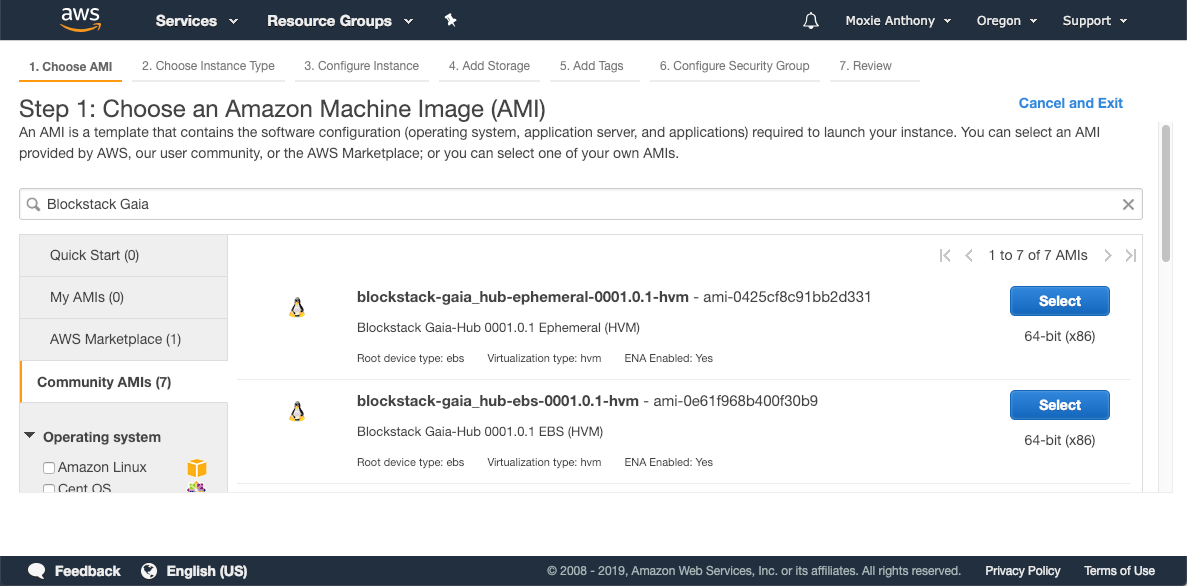 aws Services Resource Groups Moxie Anthony Oregon Support
1. Choose AMI 2. Choose Instance Type 3. Configure Instance 4. Add Storage 5. Add Tags 6. Configure Security Group 7. Review
Step 1: Choose an Amazon Machine Image (AMI)
Cancel and Exit
An AMI is a template that contains the software configuration (operating system, application server, and applications) required to launch your instance. You can select an AMI
provided by AWS, our user community, or the AWS Marketplace; or you can select one of your own AMIs.
Blockstack Gaia
Quick Start (0)
My AMIs (0)
AWS Marketplace (1)
Community AMIs (7)
Operating system
Amazon Linux
Cent OS
1 to 7 of 7 AMIs
blockstack-gaia_hub-ephemeral-0001.0.1-hvm - ami-0425cf8c91bb2d331
Select
Blockstack Gaia-Hub 0001.0.1 Ephemeral (HVM)
64-bit (x86)
Root device type: ebs Virtualization type: hvm ENA Enabled: Yes
blockstack-gaia_hub-ebs-0001.0.1-hvm - ami-0e61f968b400f30b9
Select
Blockstack Gaia-Hub 0001.0.1 EBS (HVM)
64-bit (x86)
Root device type: ebs Virtualization type: hvm ENA Enabled: Yes
Feedback English (US) © 2008 - 2019, Amazon Web Services, Inc. or its affiliates. All rights reserved. Privacy Policy Terms of Use